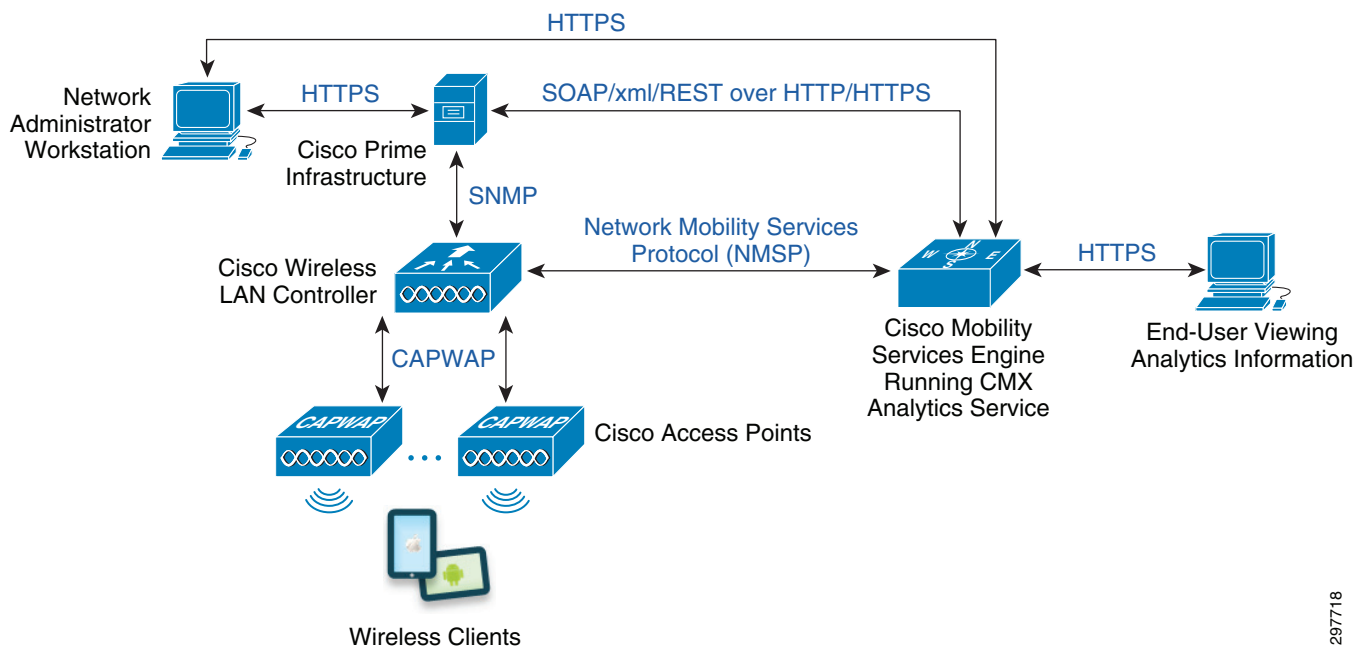 HTTPS
Network
Administrator
Workstation
HTTPS
Cisco Prime
Infrastructure
SOAP/xml/REST over HTTP/HTTPS
SNMP
Cisco Wireless
LAN Controller
Network Mobility Services
Protocol (NMSP)
N
W
E
S
Cisco Mobility
Services Engine
Running CMX
Analytics Service
HTTPS
End-User Viewing
Analytics Information
CAPWAP
CAPWAP
CAPWAP
Cisco Access Points
Wireless Clients
297718